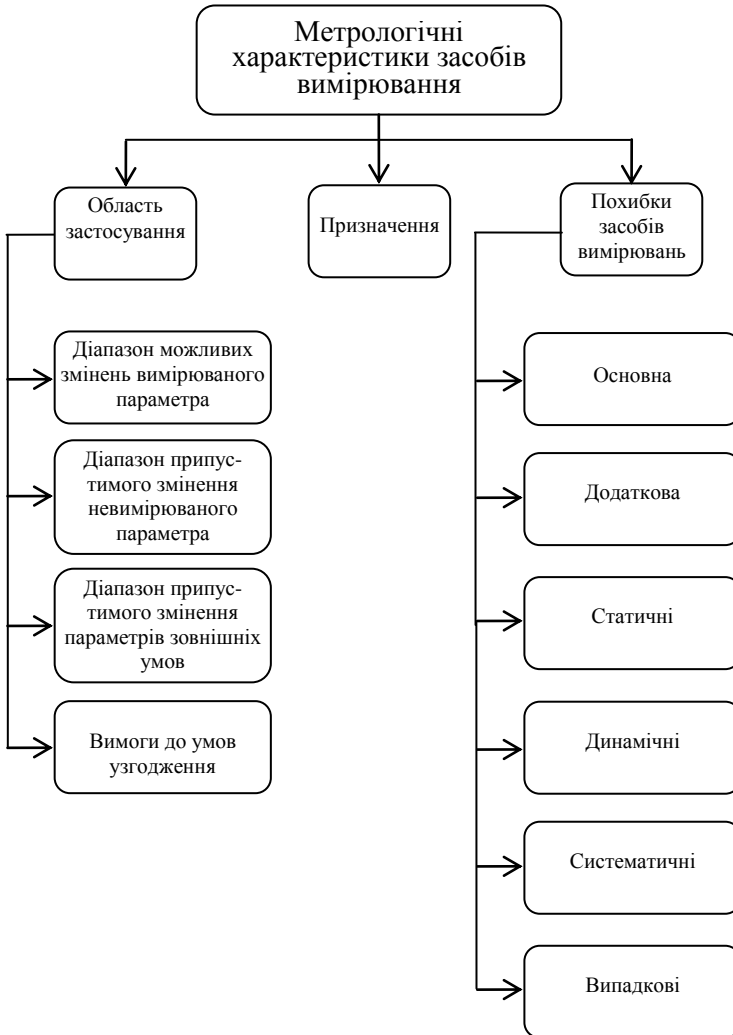 Метрологічні
характеристики засобів
вимірювання
Область
застосування
Призначення
Похибки
засобів
вимірювань
Діапазон можливих
змінень вимірюваного
параметра
Діапазон припус-
тимого змінення
невимірюваного
параметра
Діапазон припус-
тимого змінення
параметрів зовнішніх
умов
Вимоги до умов
узгодження
Основна
Додаткова
Статичні
Динамічні
Систематичні
Випадкові